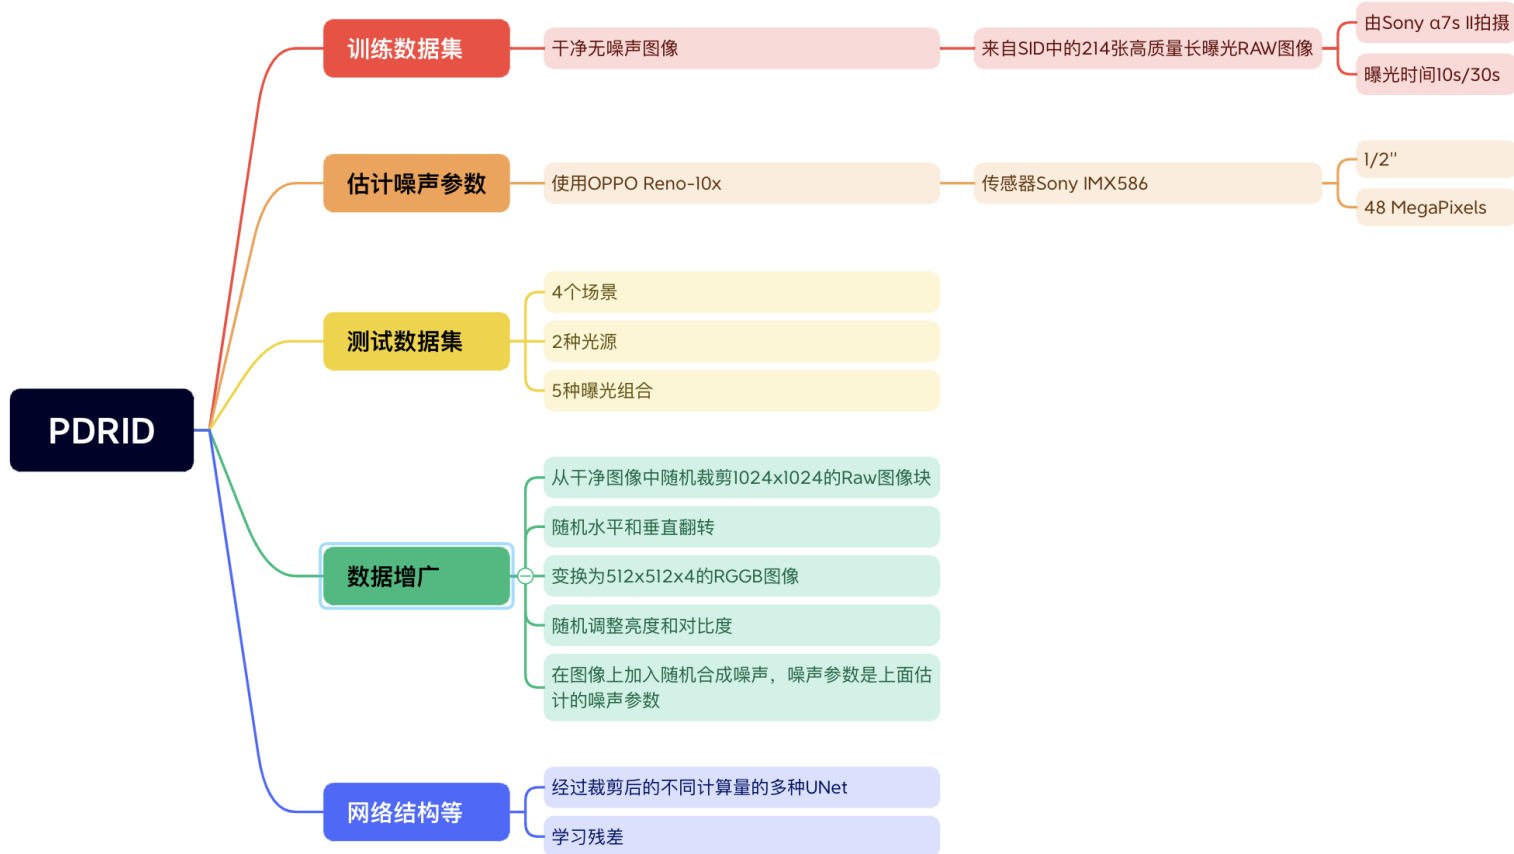 PDRID
训练数据集
干净无噪声图像
来自SID中的214张高质量长曝光RAW图像
由Sony α7s II拍摄
曝光时间10s/30s
估计噪声参数
使用OPPO Reno-10x
传感器Sony IMX586
1/2"
48 MegaPixels
测试数据集
4个场景
2种光源
5种曝光组合
数据增广
从干净图像中随机裁剪1024x1024的Raw图像块
随机水平和垂直翻转
变换为512x512x4的RGGB图像
随机调整亮度和对比度
在图像上加入随机合成噪声，噪声参数是上面估
计的噪声参数
网络结构等
经过裁剪后的不同计算量的多种UNet
学习残差